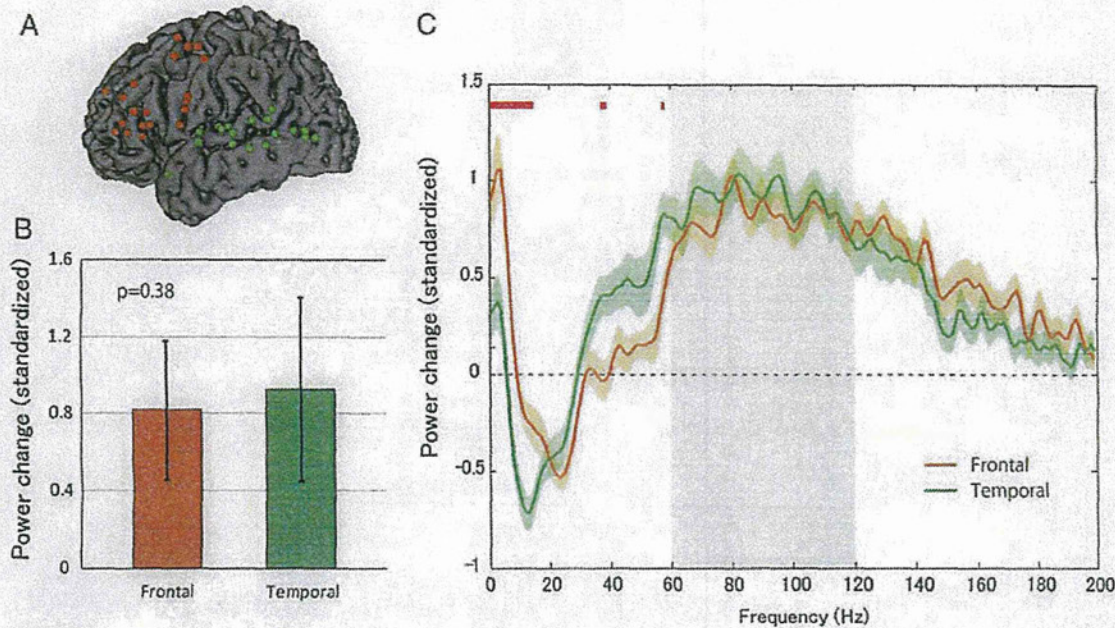 A
B
Power change (standardized)
1.6
1.2
0.8
0.4
0
p=0.38
Frontal
Temporal
C
Power change (standardized)
1.5
1
0.5
0
-0.5
-1
0 20 40 60 80 100 120 140 160 180 200
Frequency (Hz)
Frontal
Temporal